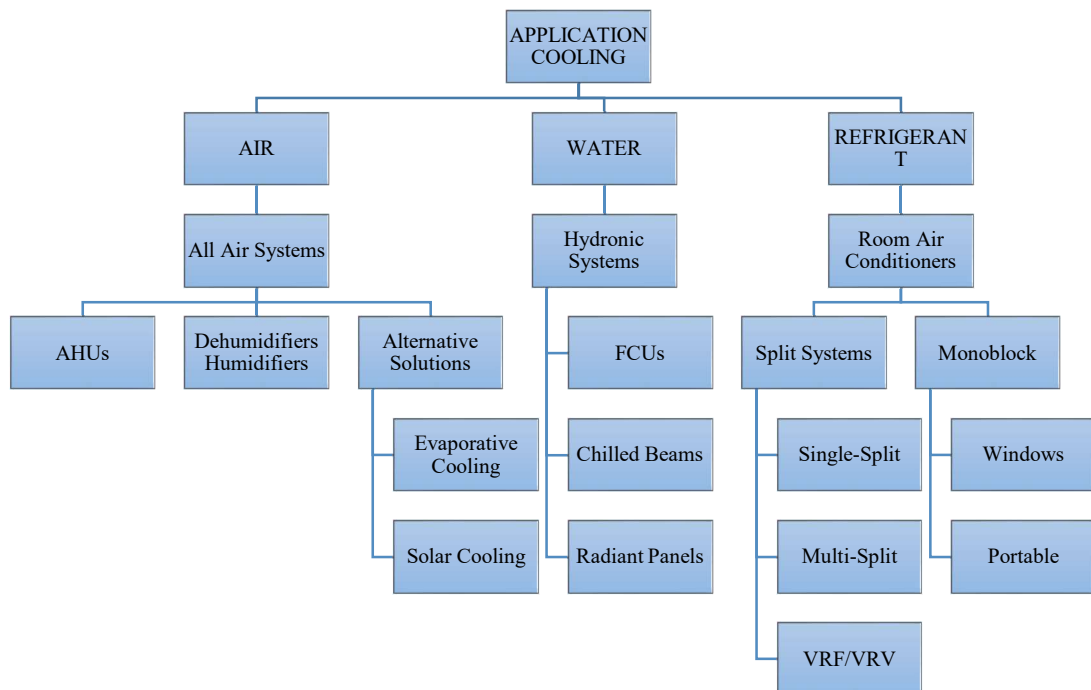 APPLICATION
COOLING
AIR
WATER
REFRIGERAN
T
All Air Systems
Hydronic
Systems
Room Air
Conditioners
AHUs
Dehumidifiers
Humidifiers
Alternative
Solutions
FCUs
Split Systems
Monoblock
Evaporative
Cooling
Chilled Beams
Single-Split
Windows
Solar Cooling
Radiant Panels
Multi-Split
Portable
VRF/VRV